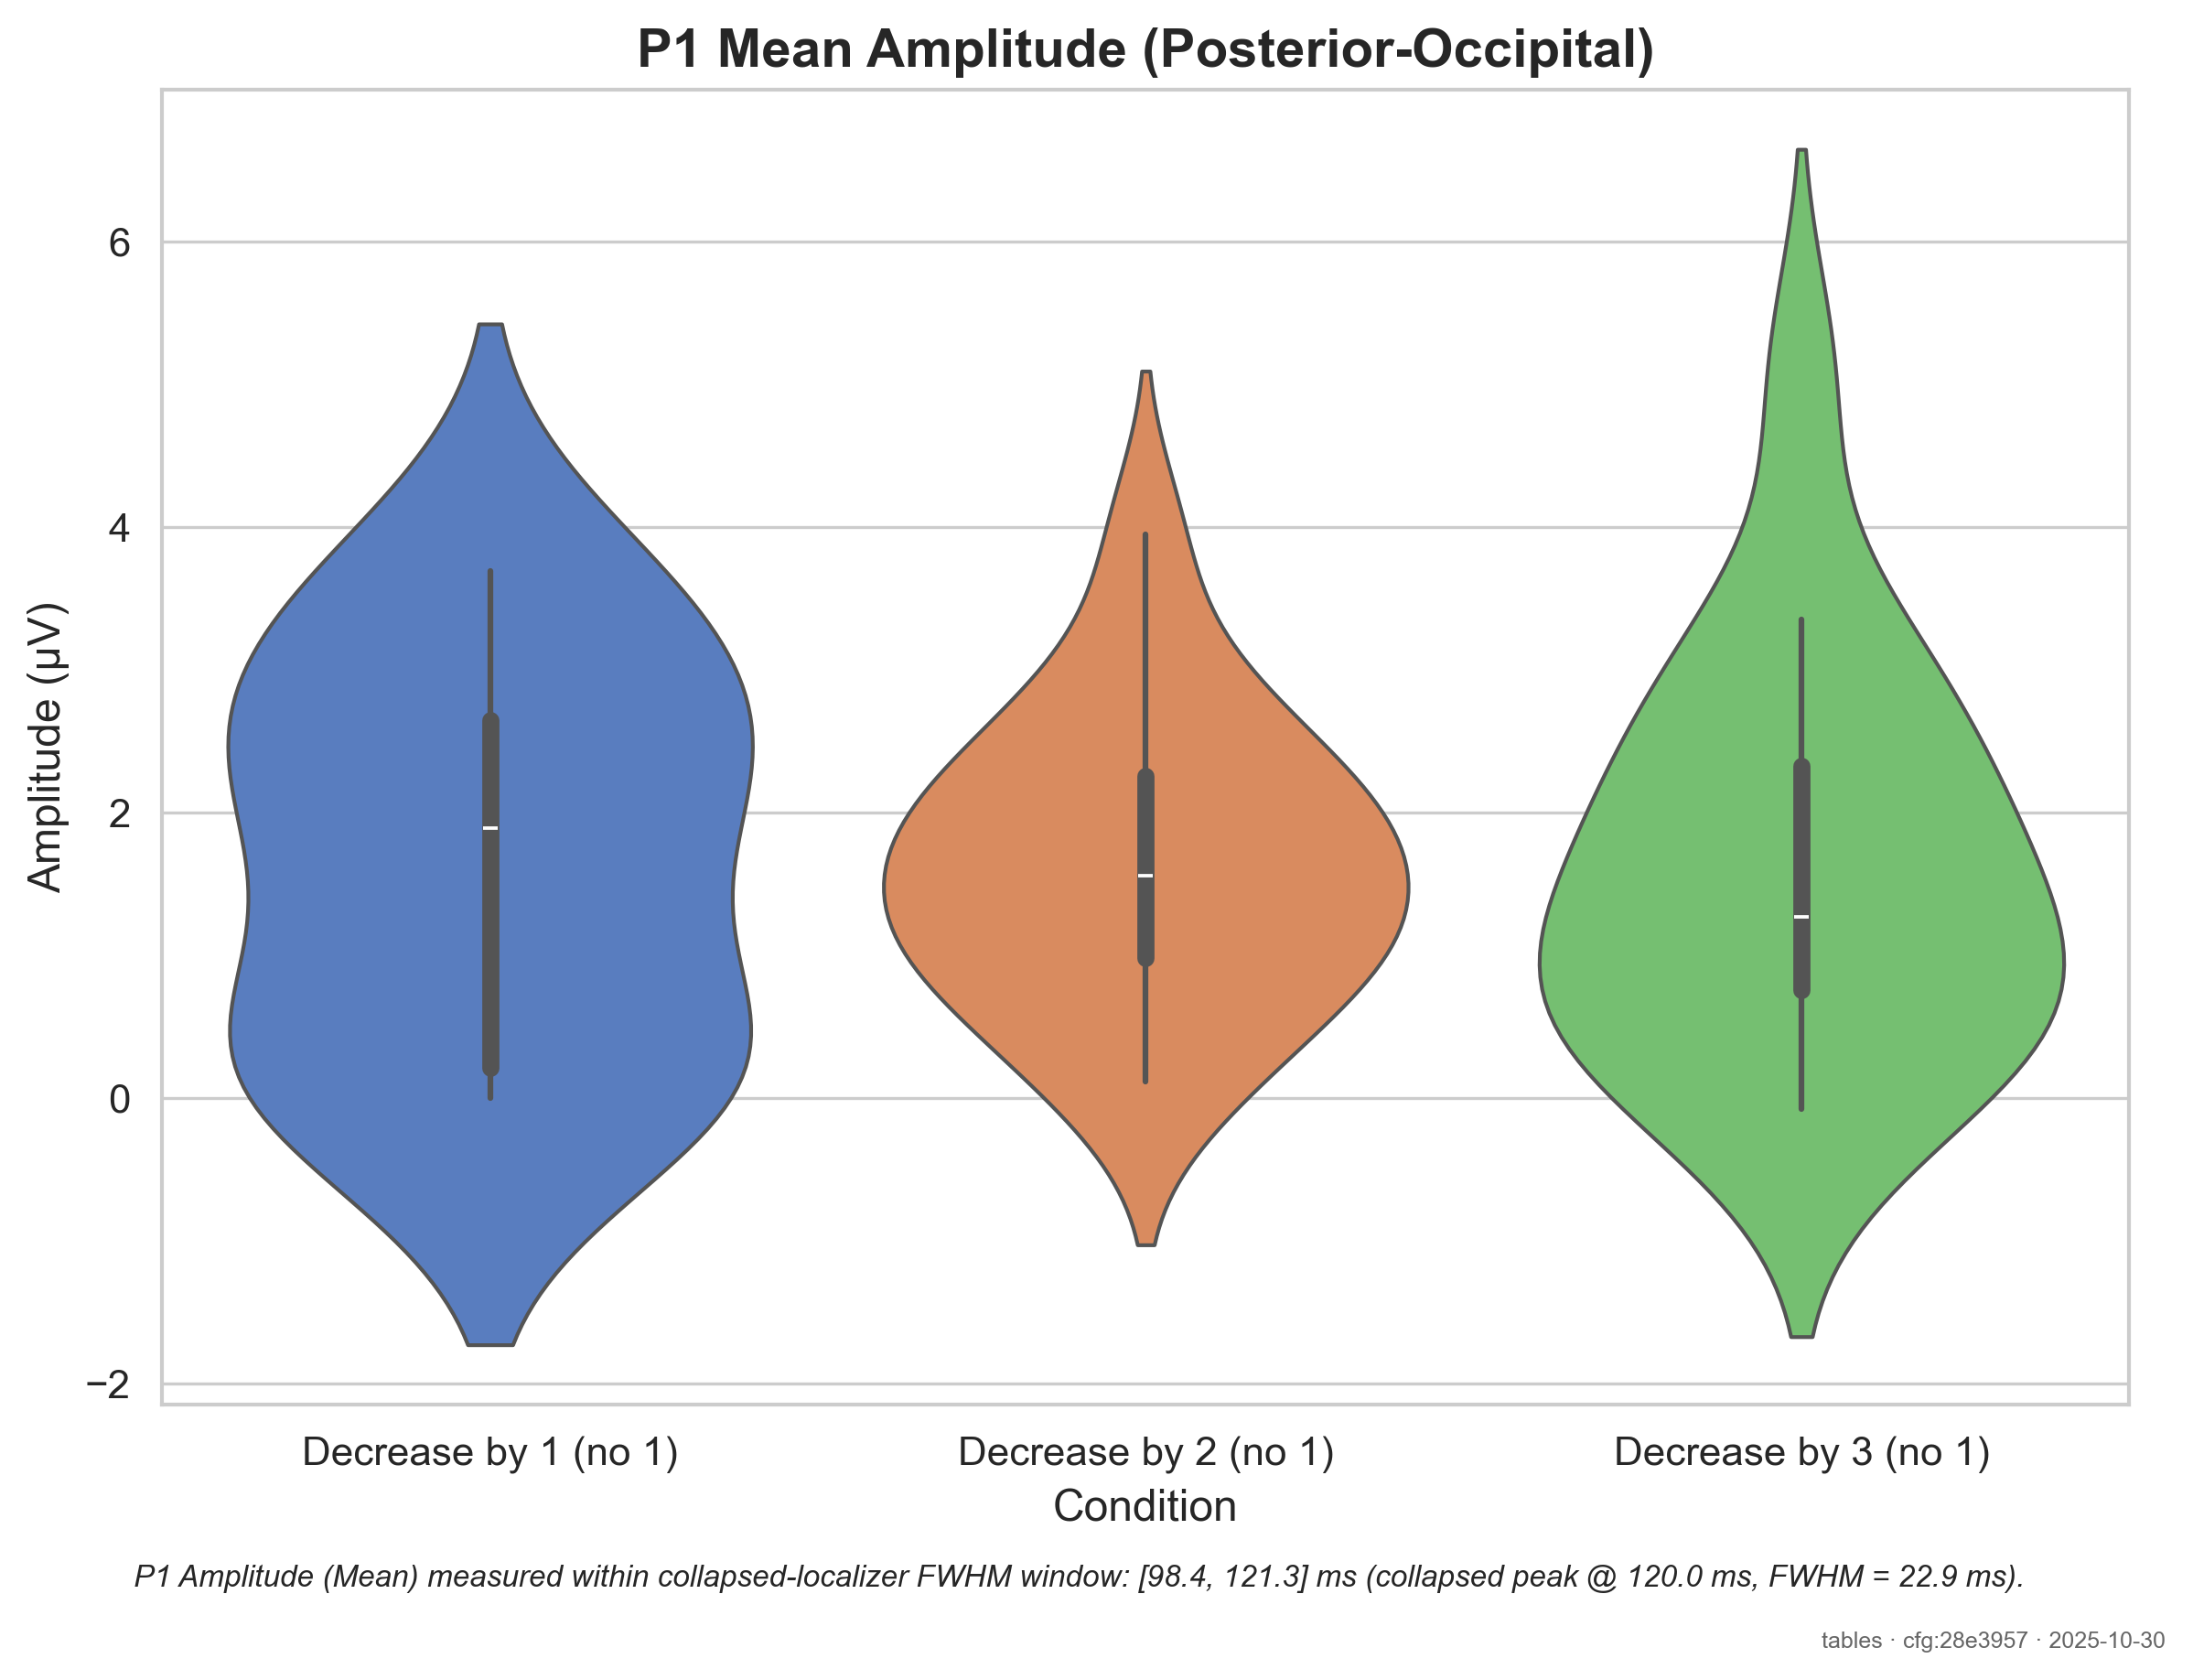 P1 Mean Amplitude (Posterior-Occipital)
Amplitude (µV)
6
4
2
0
−2
Decrease by 1 (no 1)
Decrease by 2 (no 1)
Decrease by 3 (no 1)
Condition
P1 Amplitude (Mean) measured within collapsed-localizer FWHM window: [98.4, 121.3] ms (collapsed peak @ 120.0 ms, FWHM = 22.9 ms).
tables · cfg:28e3957 · 2025-10-30